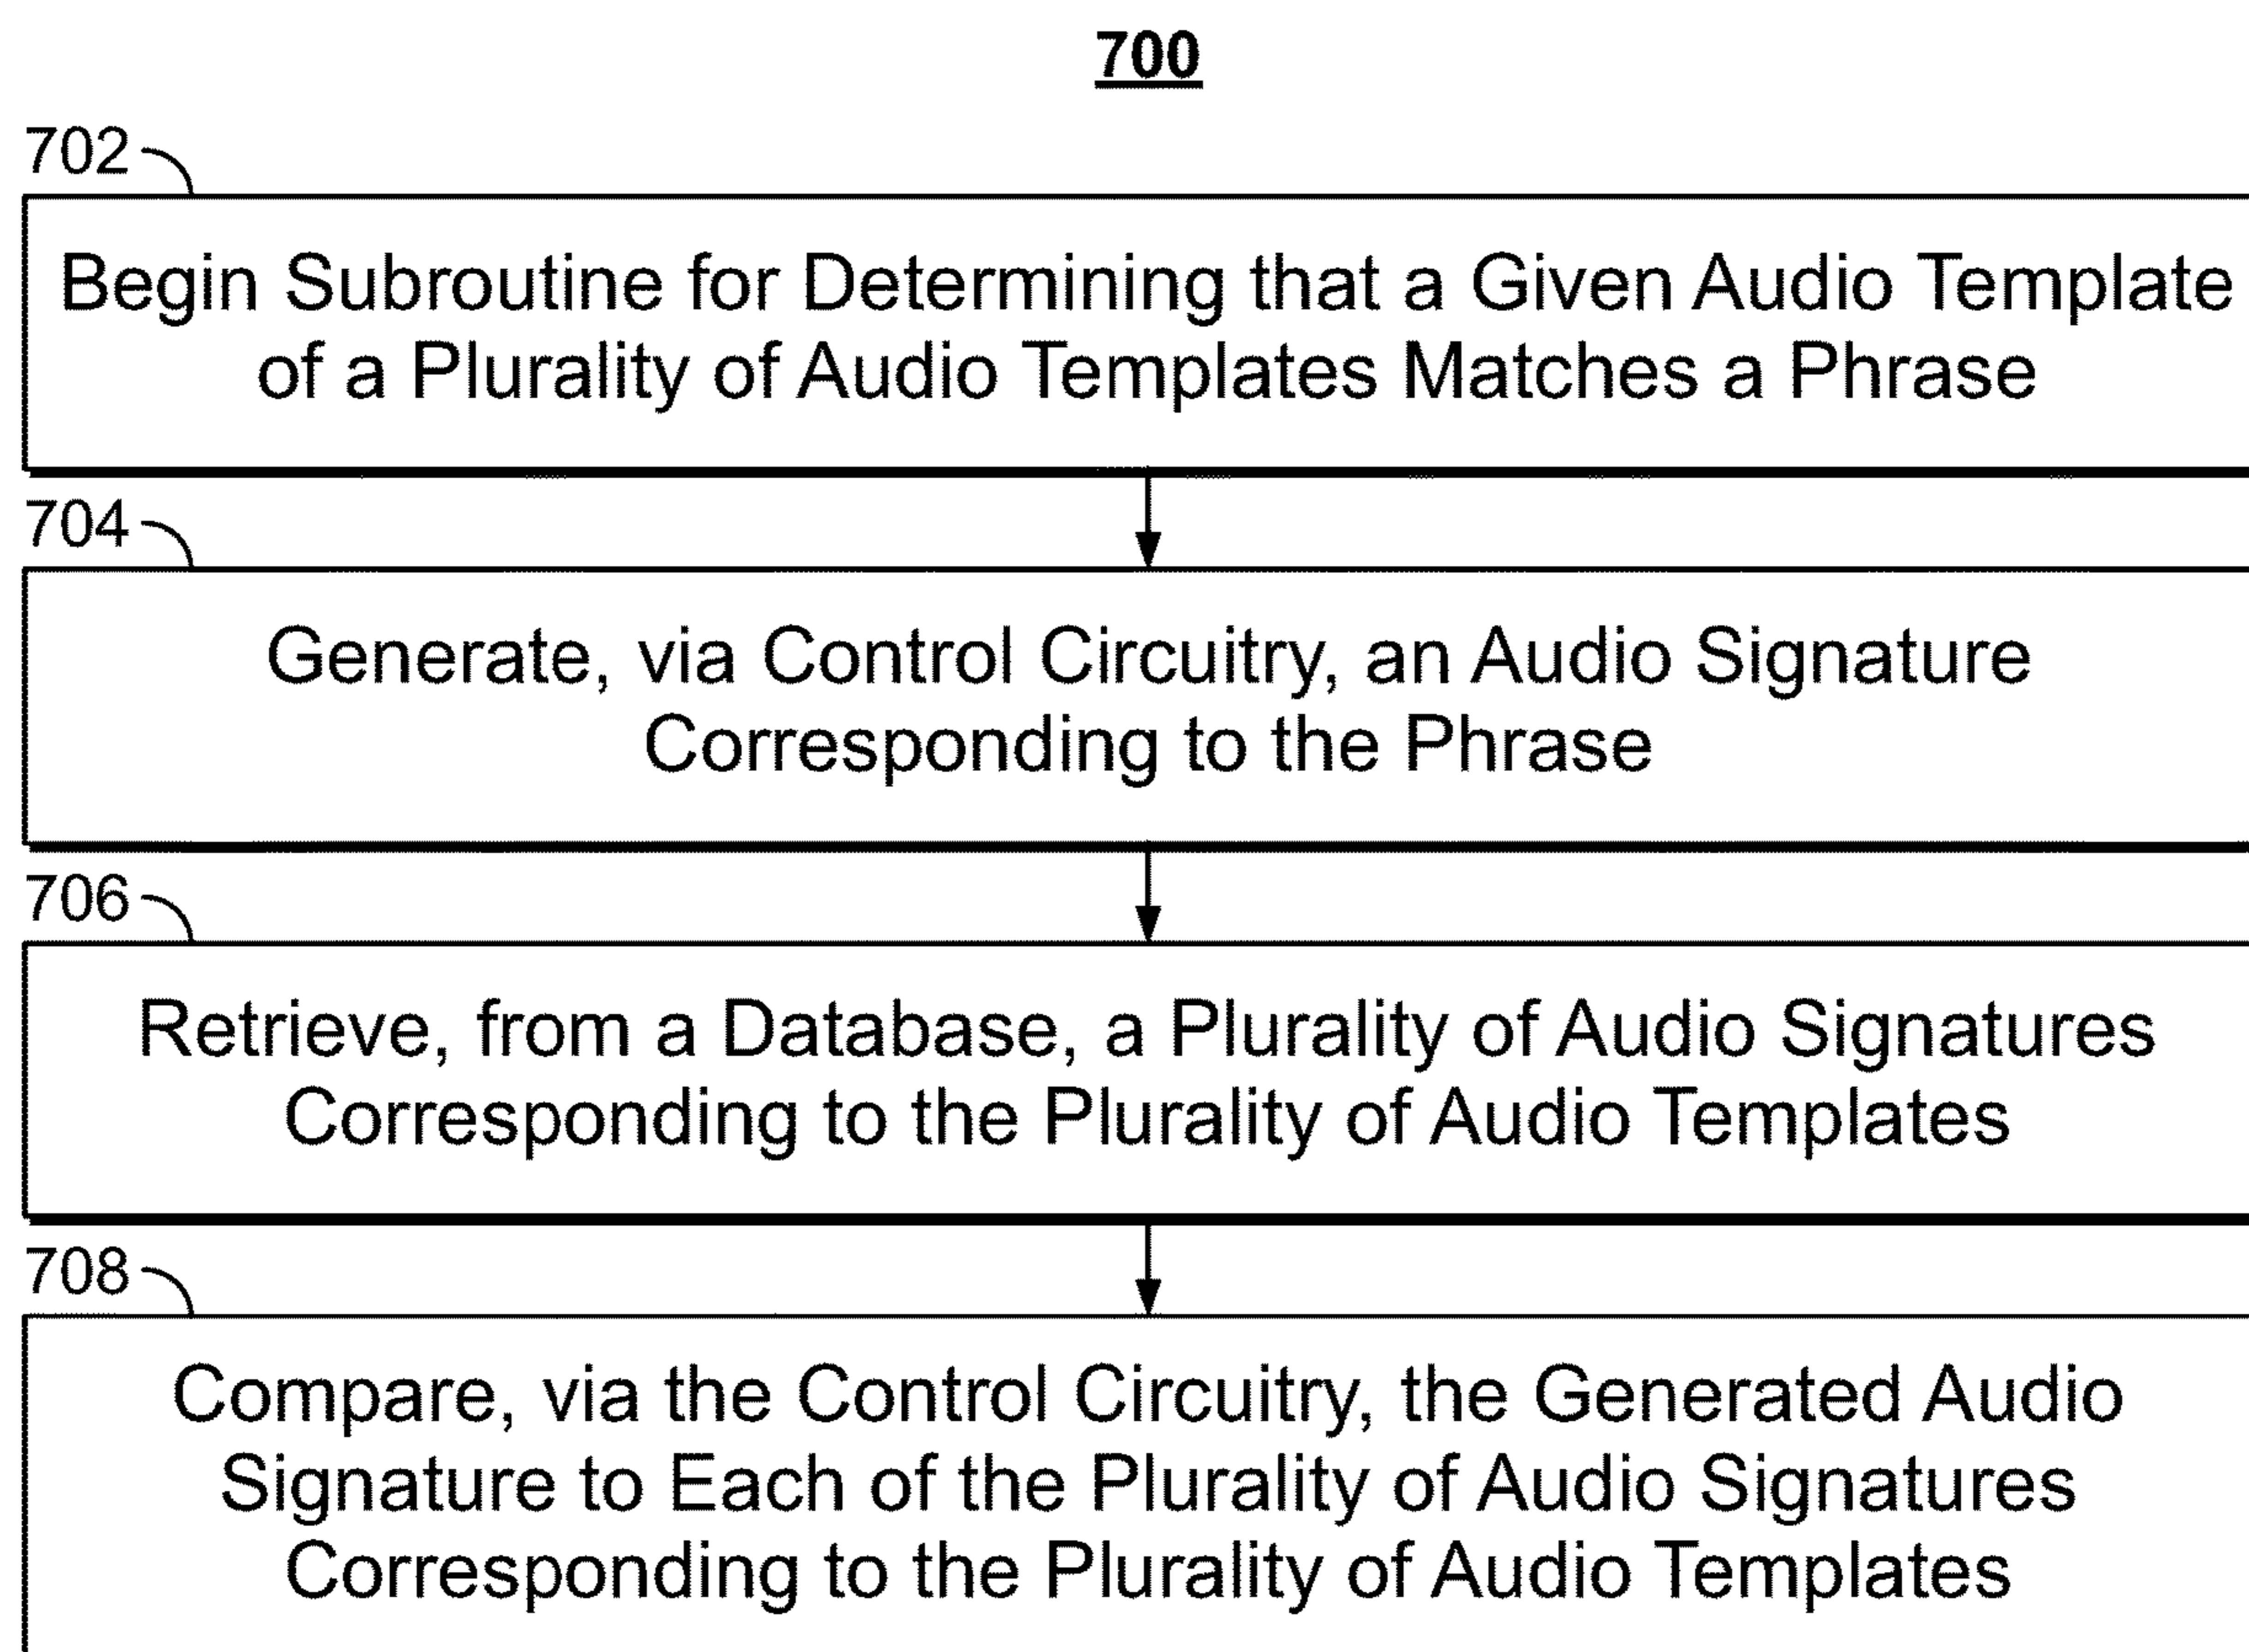 700
702
Begin Subroutine for Determining that a Given Audio Template
of a Plurality of Audio Templates Matches a Phrase
704
Generate, via Control Circuitry, an Audio Signature
Corresponding to the Phrase
706
Retrieve, from a Database, a Plurality of Audio Signatures
Corresponding to the Plurality of Audio Templates
708
Compare, via the Control Circuitry, the Generated Audio
Signature to Each of the Plurality of Audio Signatures
Corresponding to the Plurality of Audio Templates